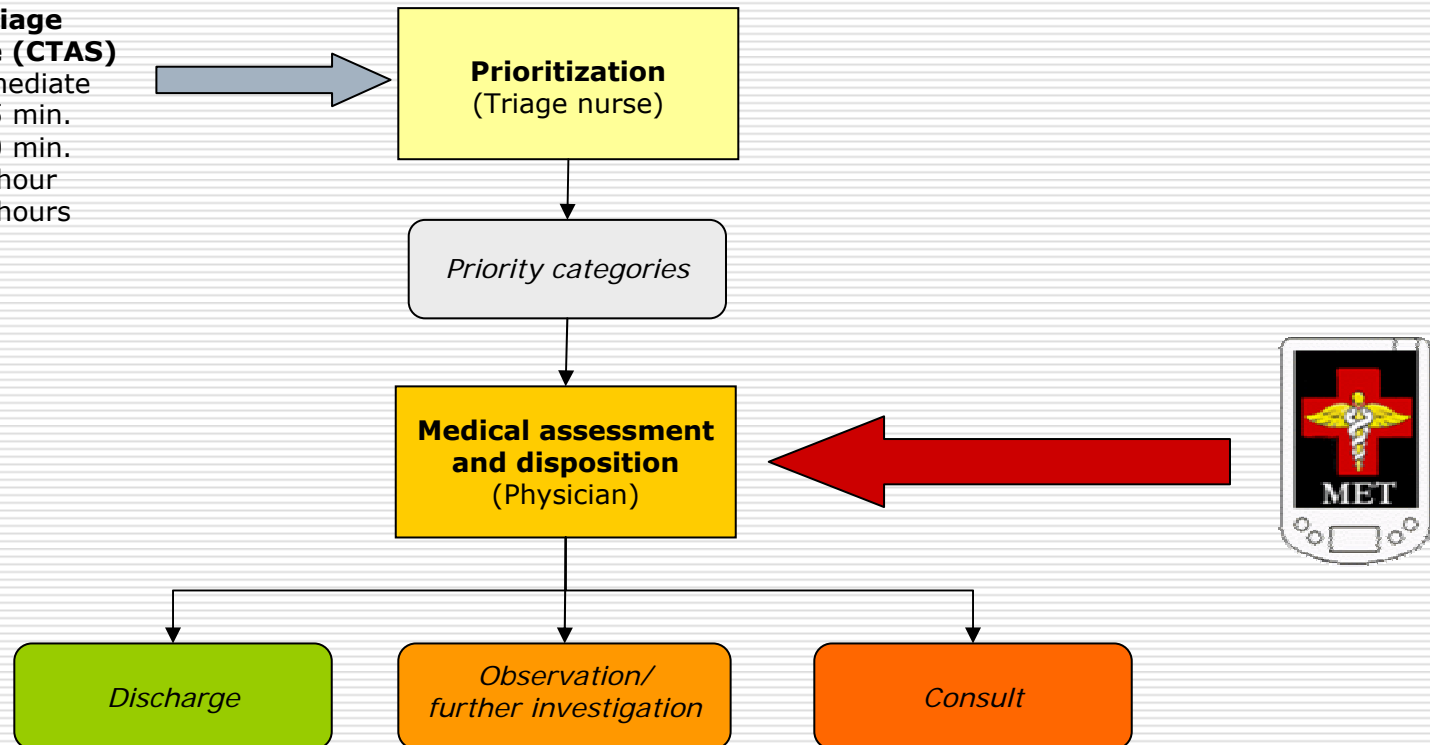 (CTAS)
min.
min.
hour
hours
Prioritization
(Triage nurse)
Priority categories
Medical assessment
and disposition
(Physician)
MET
Discharge
Observation/
further investigation
Consult